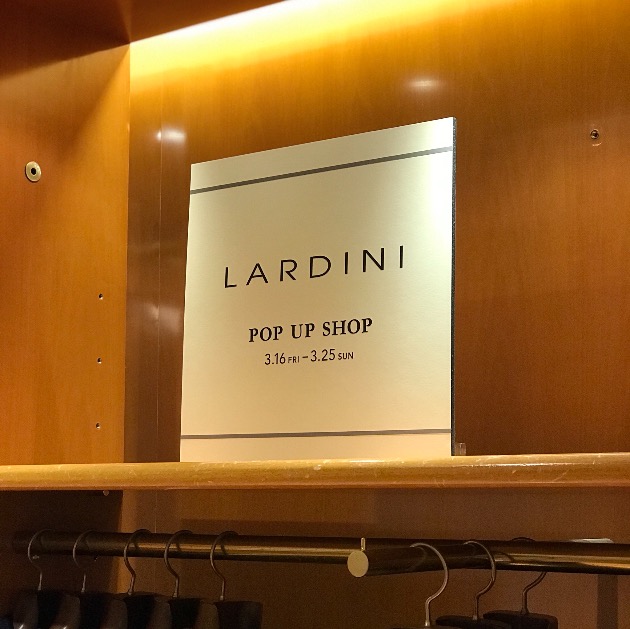 LARDINI
POP UP SHOP
3.16 FRI – 3.25 SUN